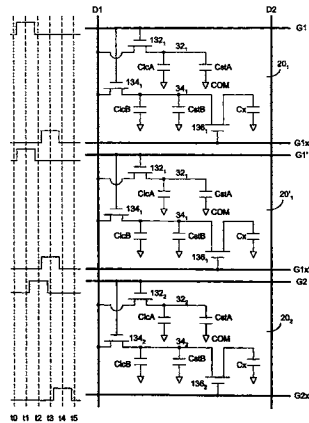 D1 D2
G1
132₁
32₁
ClcA CstA
20₁
134₁ 34₁ COM
ClcB CstB Cx
136₁
G1x
G1'
132₁
32₁
ClcA CstA
20'₁
134₁ 34₁ COM
ClcB CstB Cx
136₁
G1x'
G2
132₂
32₂
ClcA CstA
20₂
134₂ 34₂ COM
ClcB CstB Cx
136₂
G2x
t0 t1 t2 t3 t4 t5